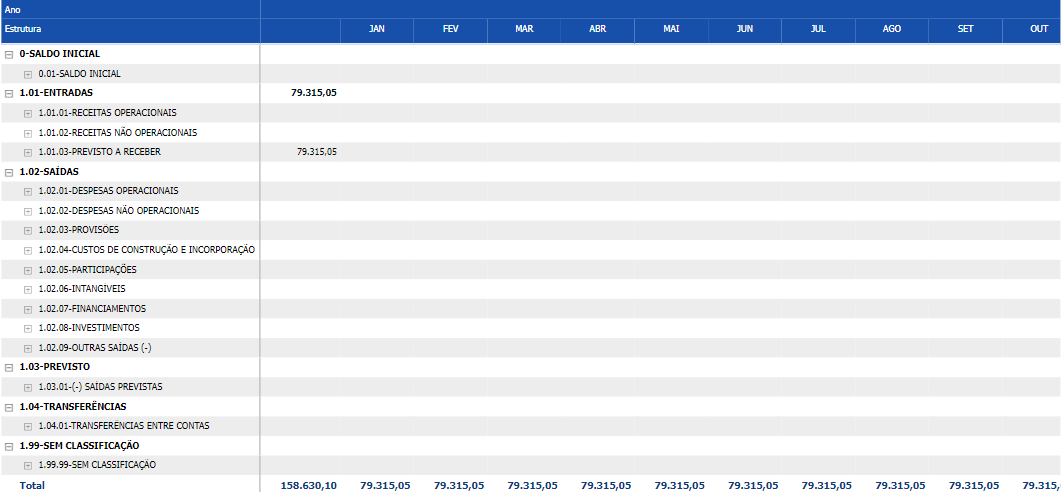 Ano
Estrutura JAN FEV MAR ABR MAI JUN JUL AGO SET OUT
0-SALDO INICIAL
0.01-SALDO INICIAL
1.01-ENTRADAS 79.315,05
1.01.01-RECEITAS OPERACIONAIS
1.01.02-RECEITAS NÃO OPERACIONAIS
1.01.03-PREVISTO A RECEBER 79.315,05
1.02-SAÍDAS
1.02.01-DESPESAS OPERACIONAIS
1.02.02-DESPESAS NÃO OPERACIONAIS
1.02.03-PROVISÕES
1.02.04-CUSTOS DE CONSTRUÇÃO E INCORPORAÇÃO
1.02.05-PARTICIPAÇÕES
1.02.06-INTANGÍVEIS
1.02.07-FINANCIAMENTOS
1.02.08-INVESTIMENTOS
1.02.09-OUTRAS SAÍDAS (-)
1.03-PREVISTO
1.03.01-(-) SAÍDAS PREVISTAS
1.04-TRANSFERÊNCIAS
1.04.01-TRANSFERÊNCIAS ENTRE CONTAS
1.99-SEM CLASSIFICAÇÃO
1.99.99-SEM CLASSIFICAÇÃO
Total 158.630,10 79.315,05 79.315,05 79.315,05 79.315,05 79.315,05 79.315,05 79.315,05 79.315,05 79.315,05 79.315,